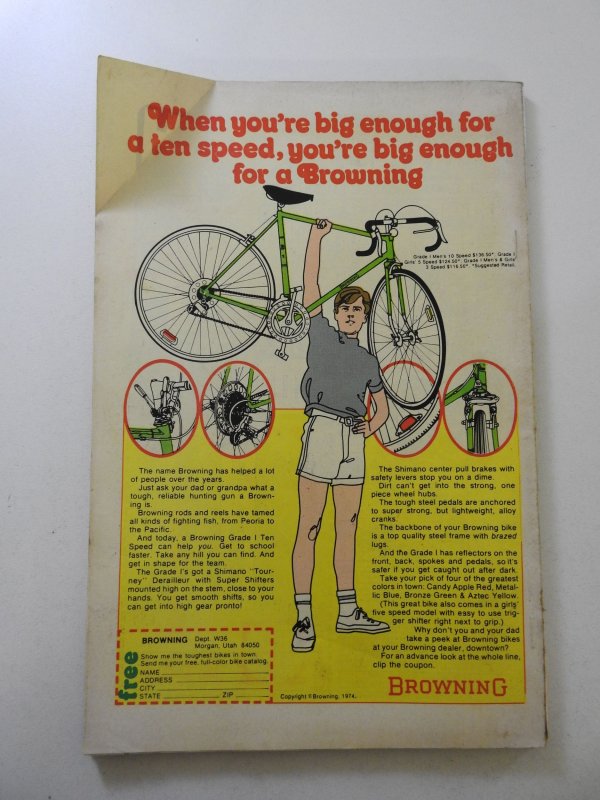 When you're big enough for
a ten speed, you're big enough
for a Browning
Grade I Men's 10 Speed $136.50*. Grade I
Girls' 5 Speed $124.50*. Grade I Men's & Girls'
3 Speed $116.50*. *Suggested Retail.
The name Browning has helped a lot
of people over the years.
Just ask your dad or grandpa what a
tough, reliable hunting gun a Brown-
ing is.
Browning rods and reels have tamed
all kinds of fighting fish, from Peoria to
the Pacific.
And today, a Browning Grade I Ten
Speed can help you. Get to school
faster. Take any hill you can find. And
get in shape for the team.
The Grade I's got a Shimano "Tour-
ney" Derailleur with Super Shifters
mounted high on the stem, close to your
hands. You get smooth shifts, so you
can get into high gear pronto!
The Shimano center pull brakes with
safety levers stop you on a dime.
Dirt can't get into the strong, one
piece wheel hubs.
The tough steel pedals are anchored
to super strong, but lightweight, alloy
cranks.
The backbone of your Browning bike
is a top quality steel frame with brazed
lugs.
And the Grade I has reflectors on the
front, back, spokes and pedals, so it's
safer if you get caught out after dark.
Take your pick of four of the greatest
colors in town: Candy Apple Red, Metal-
lic Blue, Bronze Green & Aztec Yellow.
(This great bike also comes in a girls'
five speed model with easy to use trig-
ger shifter right next to grip.)
Why don't you and your dad
take a peek at Browning bikes
at your Browning dealer, downtown?
For an advance look at the whole line,
clip the coupon.
BROWNING
free
BROWNING Dept. W36
Morgan, Utah 84050
Show me the toughest bikes in town.
Send me your free, full-color bike catalog
NAME
ADDRESS
CITY
STATE ZIP
Copyright © Browning, 1974.